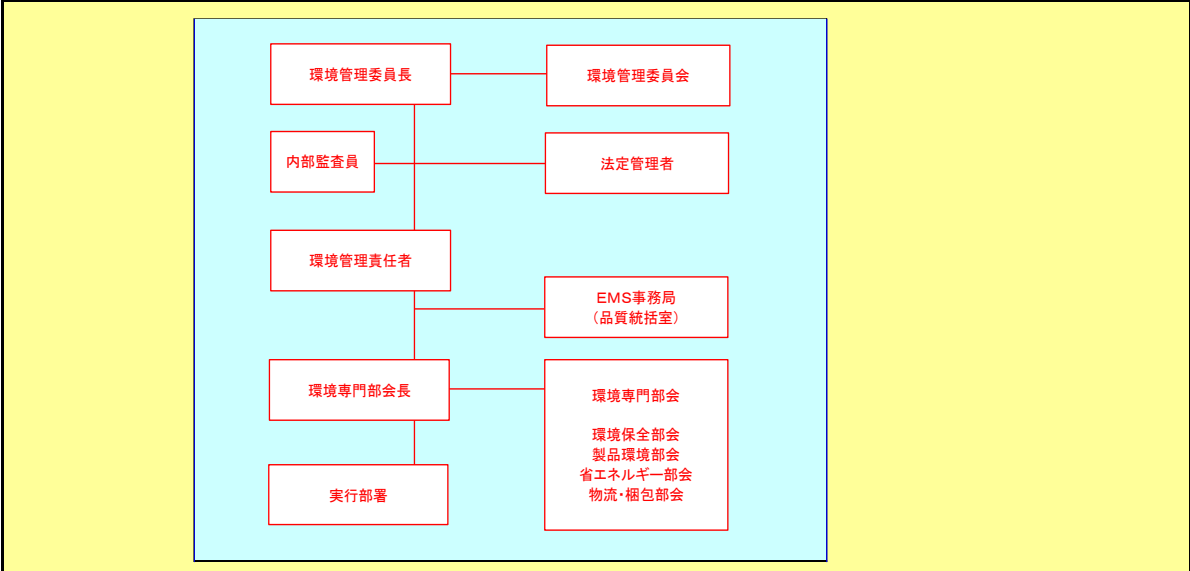 環境管理委員長
環境管理委員会
内部監査員
法定管理者
環境管理責任者
EMS事務局
（品質統括室）
環境専門部会長
環境専門部会
環境保全部会
製品環境部会
省エネルギー部会
物流・梱包部会
実行部署